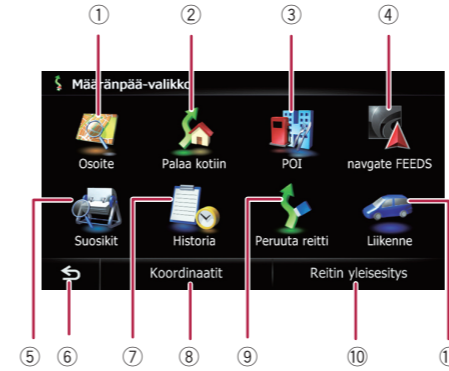 ① ② ③ ④
Määränpää-valikko
Osoite Palaa kotiin POI navgate FEEDS
Suosikit Historia Peruuta reitti Liikenne
Koordinaatit Reitin yleisesitys
⑤ ⑥ ⑦ ⑧ ⑨ ⑩